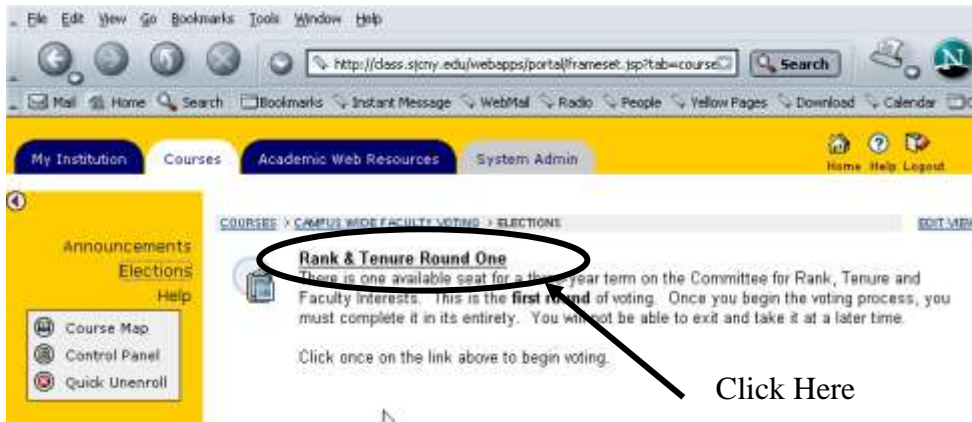 File Edit View Go Bookmarks Tools Window Help
http://class.sjcny.edu/webapps/portal/frameset.jsp?tab=course Search N
Mail Home Search Bookmarks Instant Message WebMail Radio People Yellow Pages Download Calendar
My Institution Courses Academic Web Resources System Admin Home Help Logout
COURSES > CAMPUS WIDE FACULTY VOTING > ELECTIONS EDIT VIEW
Announcements
Elections
Help
Course Map
Control Panel
Quick Unenroll
Rank & Tenure Round One
There is one available seat for a three year term on the Committee for Rank, Tenure and
Faculty Interests. This is the first round of voting. Once you begin the voting process, you
must complete it in its entirety. You will not be able to exit and take it at a later time.
Click once on the link above to begin voting.
Click Here